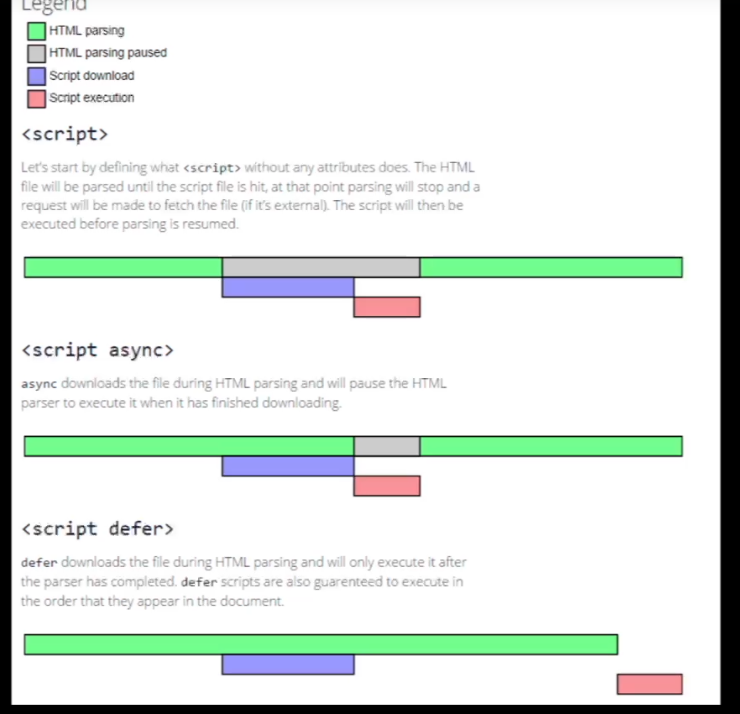 Legend
HTML parsing
HTML parsing paused
Script download
Script execution
<script>
Let's start by defining what <script> without any attributes does. The HTML
file will be parsed until the script file is hit, at that point parsing will stop and a
request will be made to fetch the file (if it's external). The script will then be
executed before parsing is resumed.
<script async>
async downloads the file during HTML parsing and will pause the HTML
parser to execute it when it has finished downloading.
<script defer>
defer downloads the file during HTML parsing and will only execute it after
the parser has completed. defer scripts are also guarenteed to execute in
the order that they appear in the document.